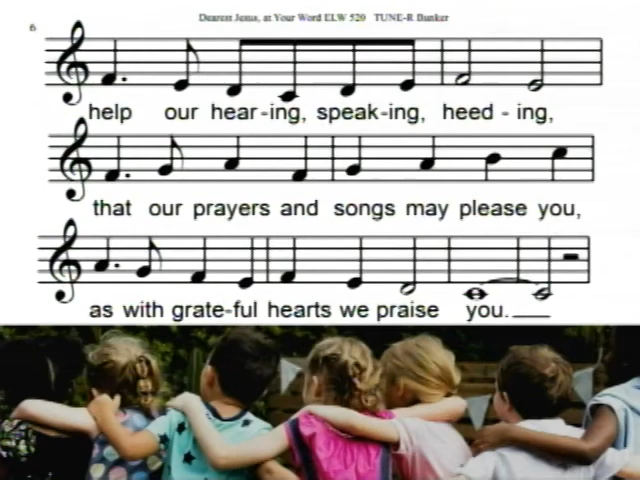 Dearest Jesus, at Your Word ELW 520 TUNE-R Bunker
6
help our hear-ing, speak-ing, heed - ing,
that our prayers and songs may please you,
as with grate-ful hearts we praise you.